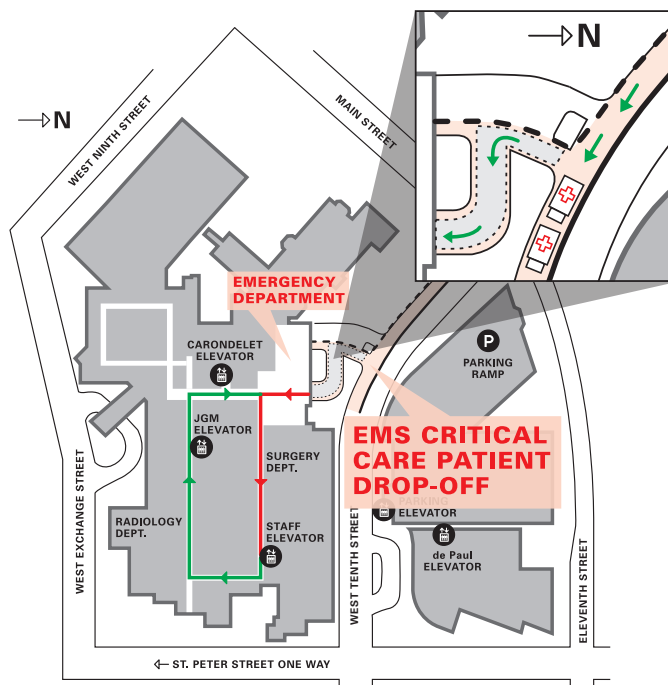 N
N
WEST NINTH STREET
MAIN STREET
EMERGENCY
DEPARTMENT
CARONDELET
ELEVATOR
P
PARKING
RAMP
JGM
ELEVATOR
EMS CRITICAL
CARE PATIENT
DROP-OFF
SURGERY
DEPT.
PARKING
ELEVATOR
RADIOLOGY
DEPT.
STAFF
ELEVATOR
de Paul
ELEVATOR
WEST EXCHANGE STREET
WEST TENTH STREET
ELEVENTH STREET
ST. PETER STREET ONE WAY